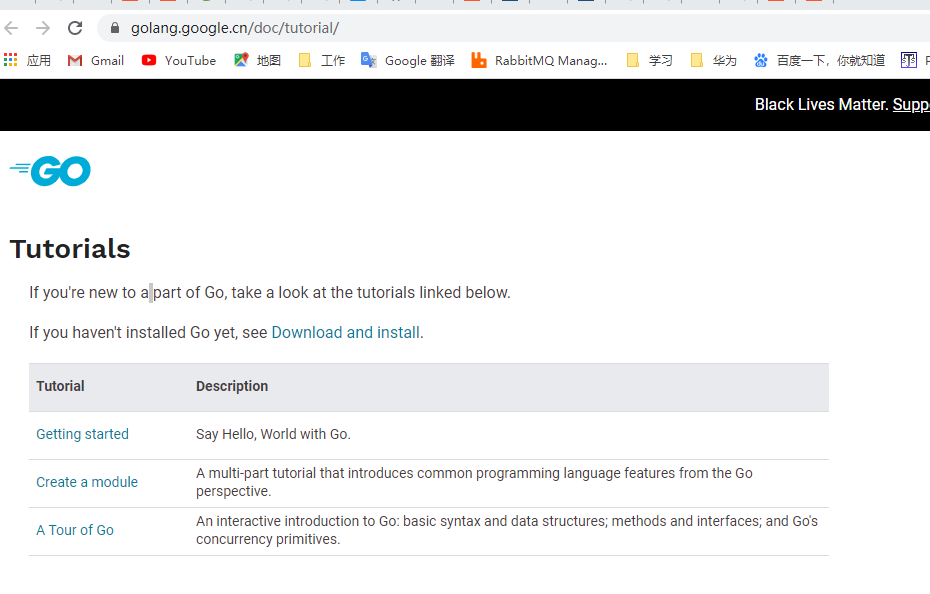 golang.google.cn/doc/tutorial/
应用 Gmail YouTube 地图 工作 Google 翻译 RabbitMQ Manag... 学习 华为 百度一下，你就知道
Black Lives Matter. Supp
GO
Tutorials
If you're new to a part of Go, take a look at the tutorials linked below.
If you haven't installed Go yet, see Download and install.
Tutorial Description
Getting started Say Hello, World with Go.
Create a module A multi-part tutorial that introduces common programming language features from the Go
perspective.
A Tour of Go An interactive introduction to Go: basic syntax and data structures; methods and interfaces; and Go's
concurrency primitives.